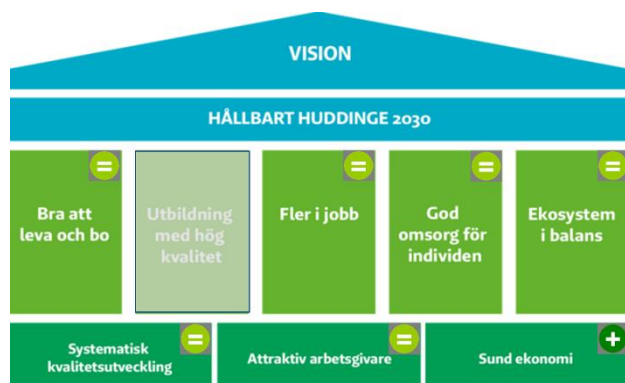 VISION
HÅLLBART HUDDINGE 2030
=
=
=
=
Bra att
leva och bo
Utbildning
med hög
kvalitet
Fler i jobb
God
omsorg för
individen
Ekosystem
i balans
=
=
+
Systematisk
kvalitetsutveckling
Attraktiv arbetsgivare
Sund ekonomi